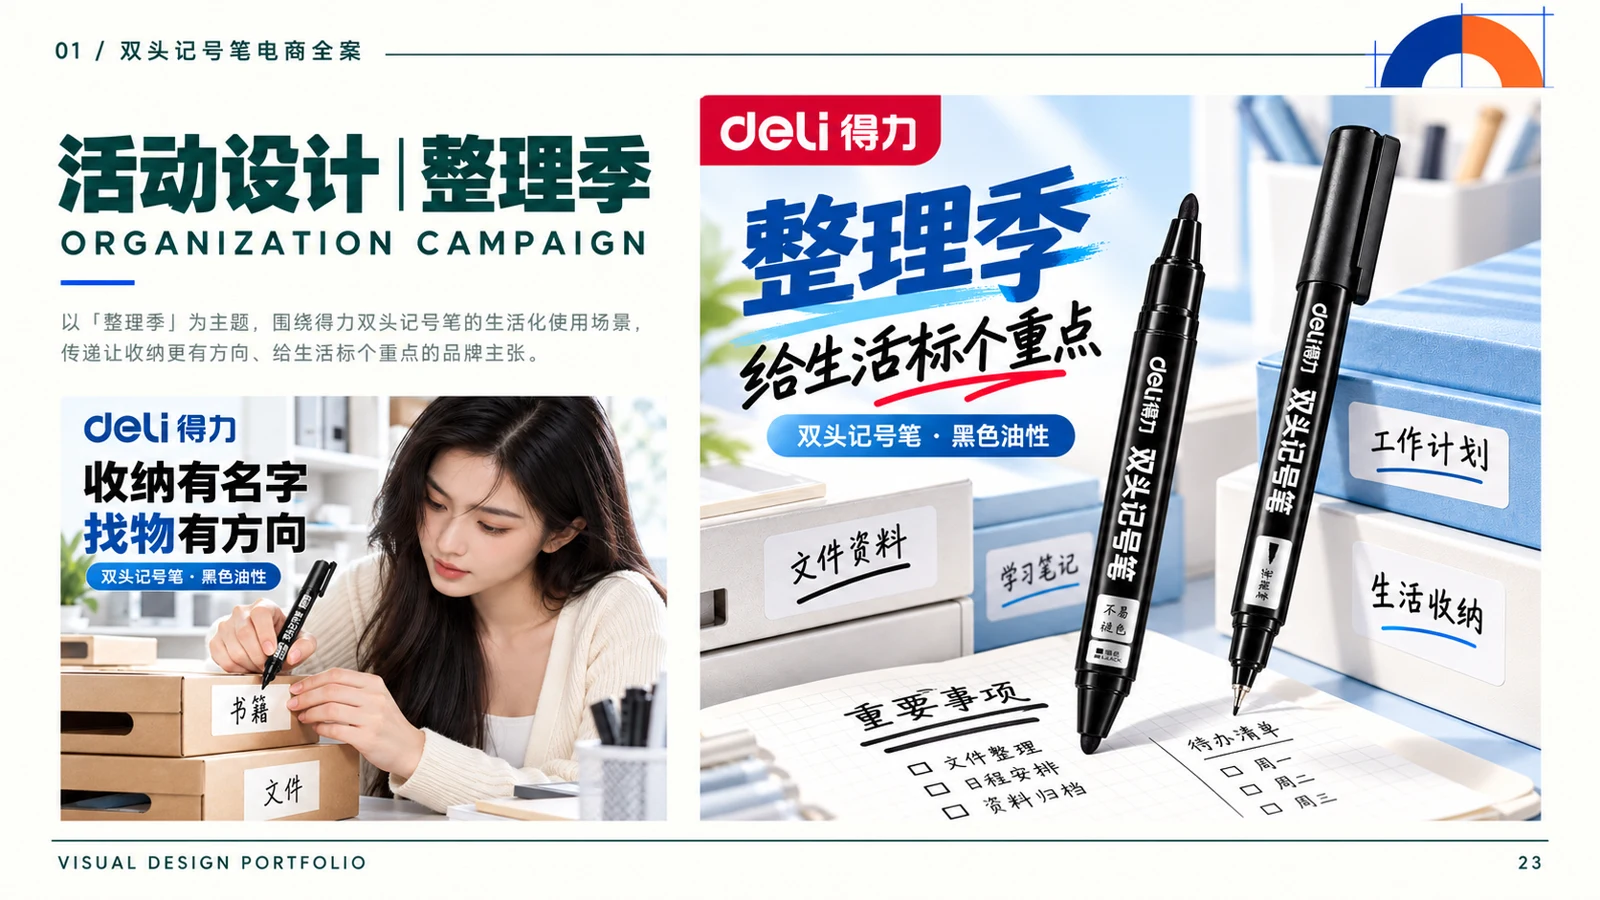 01 / 双头记号笔电商全案
活动设计|整理季
ORGANIZATION CAMPAIGN
以「整理季」为主题，围绕得力双头记号笔的生活化使用场景，
传递让收纳更有方向、给生活标个重点的品牌主张。
deli 得力
收纳有名字
找物有方向
双头记号笔·黑色油性
书籍
文件
deli 得力
整理季
给生活标个重点
双头记号笔·黑色油性
文件资料
学习笔记
deli得力 双头记号笔
不易
褪色
deli得力 双头记号笔
工作计划
生活收纳
重要事项
□ 文件整理
□ 日程安排
□ 资料归档
待办清单
□ 周一
□ 周二
□ 周三
VISUAL DESIGN PORTFOLIO
23